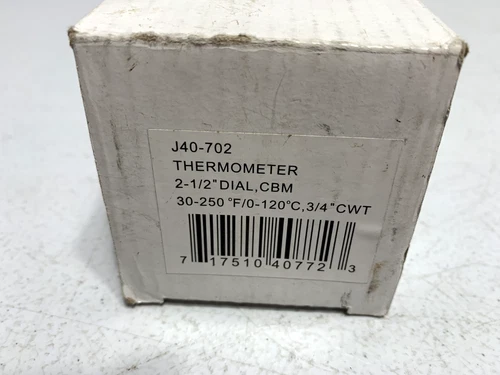 J40-702
THERMOMETER
2-1/2"DIAL,CBM
30-250°F/0-120°C,3/4"CWT
7 17510 40772 3